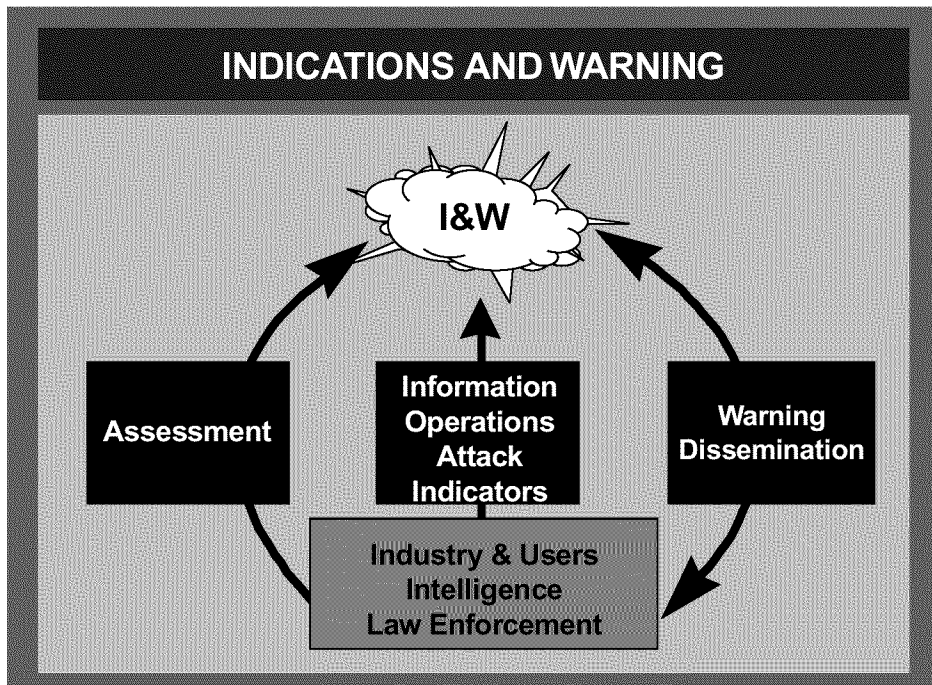 INDICATIONS AND WARNING
I&W
Assessment
Information
Operations
Attack
Indicators
Warning
Dissemination
Industry & Users
Intelligence
Law Enforcement